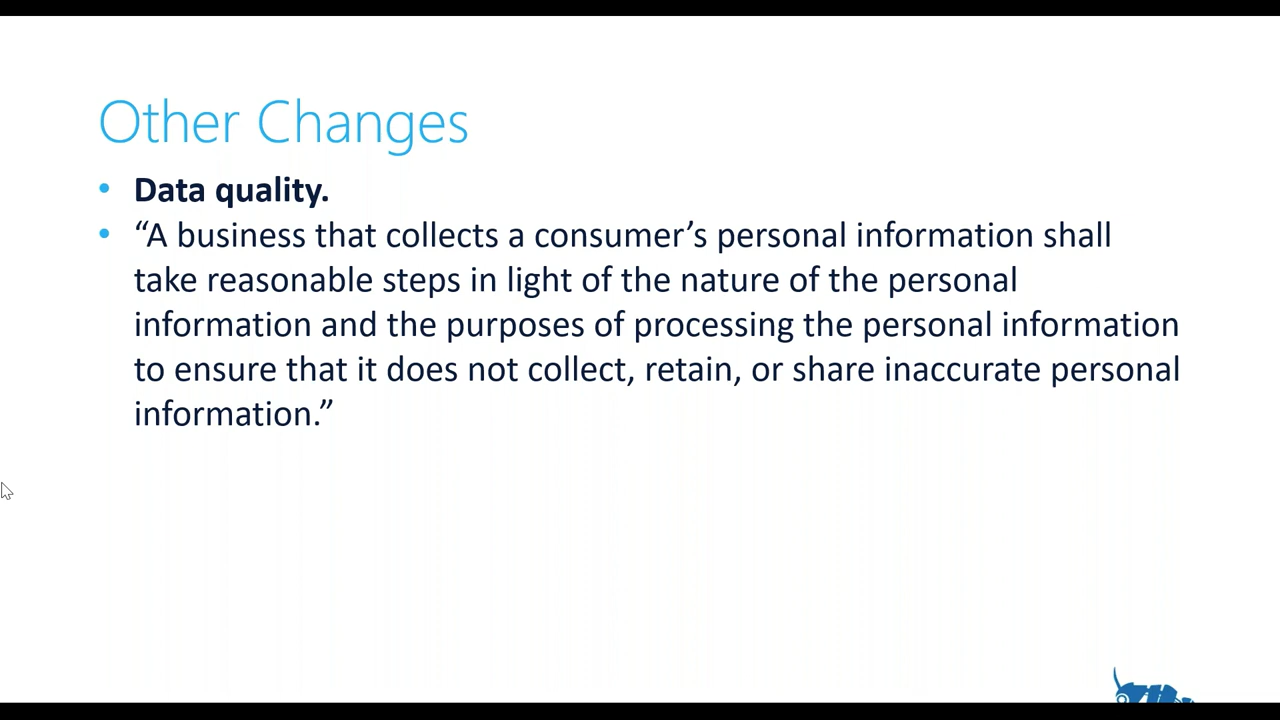 Other Changes
• Data quality.
• “A business that collects a consumer’s personal information shall
take reasonable steps in light of the nature of the personal
information and the purposes of processing the personal information
to ensure that it does not collect, retain, or share inaccurate personal
information.”